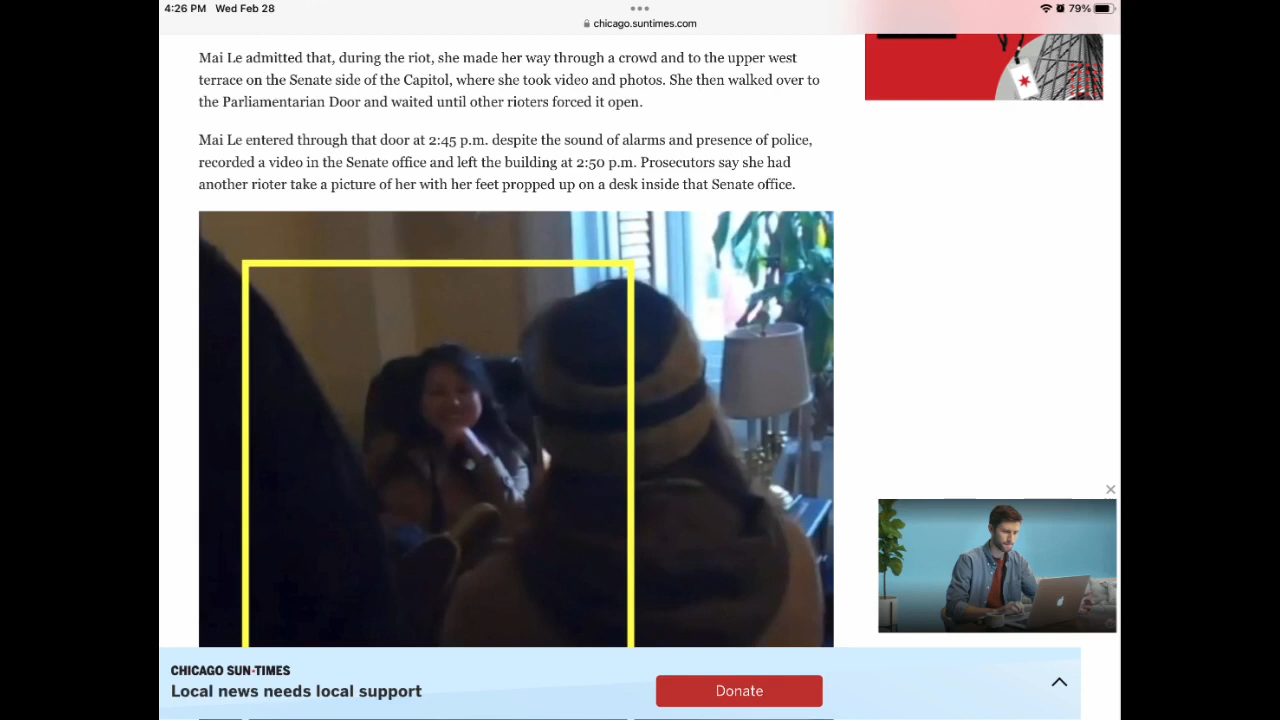 4:26 PM Wed Feb 28
79%
chicago.suntimes.com
Mai Le admitted that, during the riot, she made her way through a crowd and to the upper west
terrace on the Senate side of the Capitol, where she took video and photos. She then walked over to
the Parliamentarian Door and waited until other rioters forced it open.
Mai Le entered through that door at 2:45 p.m. despite the sound of alarms and presence of police,
recorded a video in the Senate office and left the building at 2:50 p.m. Prosecutors say she had
another rioter take a picture of her with her feet propped up on a desk inside that Senate office.
CHICAGO SUN-TIMES
Local news needs local support
Donate